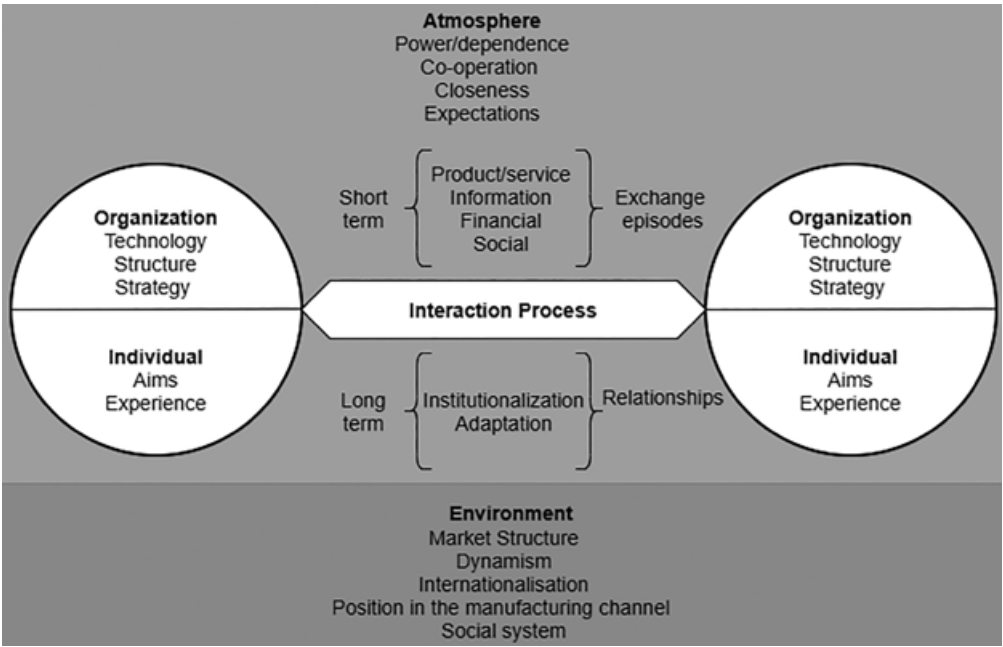 Atmosphere
Power/dependence
Co-operation
Closeness
Expectations
Short
term
Product/service
Information
Financial
Social
Exchange
episodes
Organization
Technology
Structure
Strategy
Individual
Aims
Experience
Interaction Process
Organization
Technology
Structure
Strategy
Individual
Aims
Experience
Long
term
Institutionalization
Adaptation
Relationships
Environment
Market Structure
Dynamism
Internationalisation
Position in the manufacturing channel
Social system